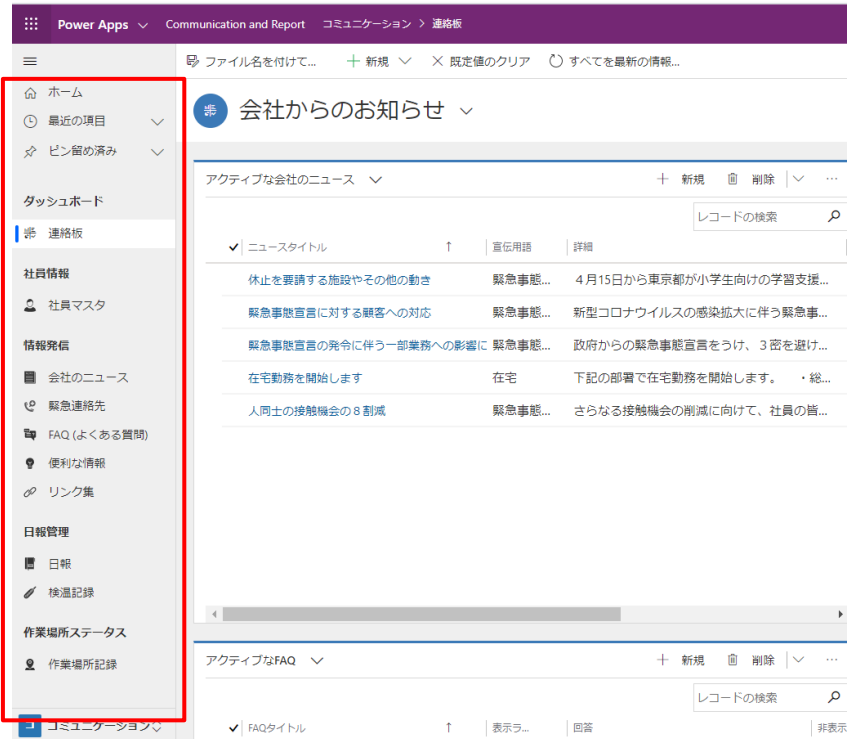 Power Apps Communication and Report コミュニケーション > 連絡板
ファイル名を付けて... 新規 既定値のクリア すべてを最新の情報...
ホーム
最近の項目
ピン留め済み
ダッシュボード
連絡板
社員情報
社員マスタ
情報発信
会社のニュース
緊急連絡先
FAQ (よくある質問)
便利な情報
リンク集
日報管理
日報
検温記録
作業場所ステータス
作業場所記録
コミュニケーション
会社からのお知らせ
アクティブな会社のニュース 新規 削除 ...
レコードの検索
ニュースタイトル ↑ 宣伝用語 詳細
休止を要請する施設やその他の動き 緊急事態... 4月15日から東京都が小学生向けの学習支援...
緊急事態宣言に対する顧客への対応 緊急事態... 新型コロナウイルスの感染拡大に伴う緊急事...
緊急事態宣言の発令に伴う一部業務への影響に 緊急事態... 政府からの緊急事態宣言をうけ、3密を避け...
在宅勤務を開始します 在宅 下記の部署で在宅勤務を開始します。 ・総...
人同士の接触機会の8割減 緊急事態... さらなる接触機会の削減に向けて、社員の皆...
アクティブなFAQ 新規 削除 ...
レコードの検索
FAQタイトル ↑ 表示ラ... 回答 非表示